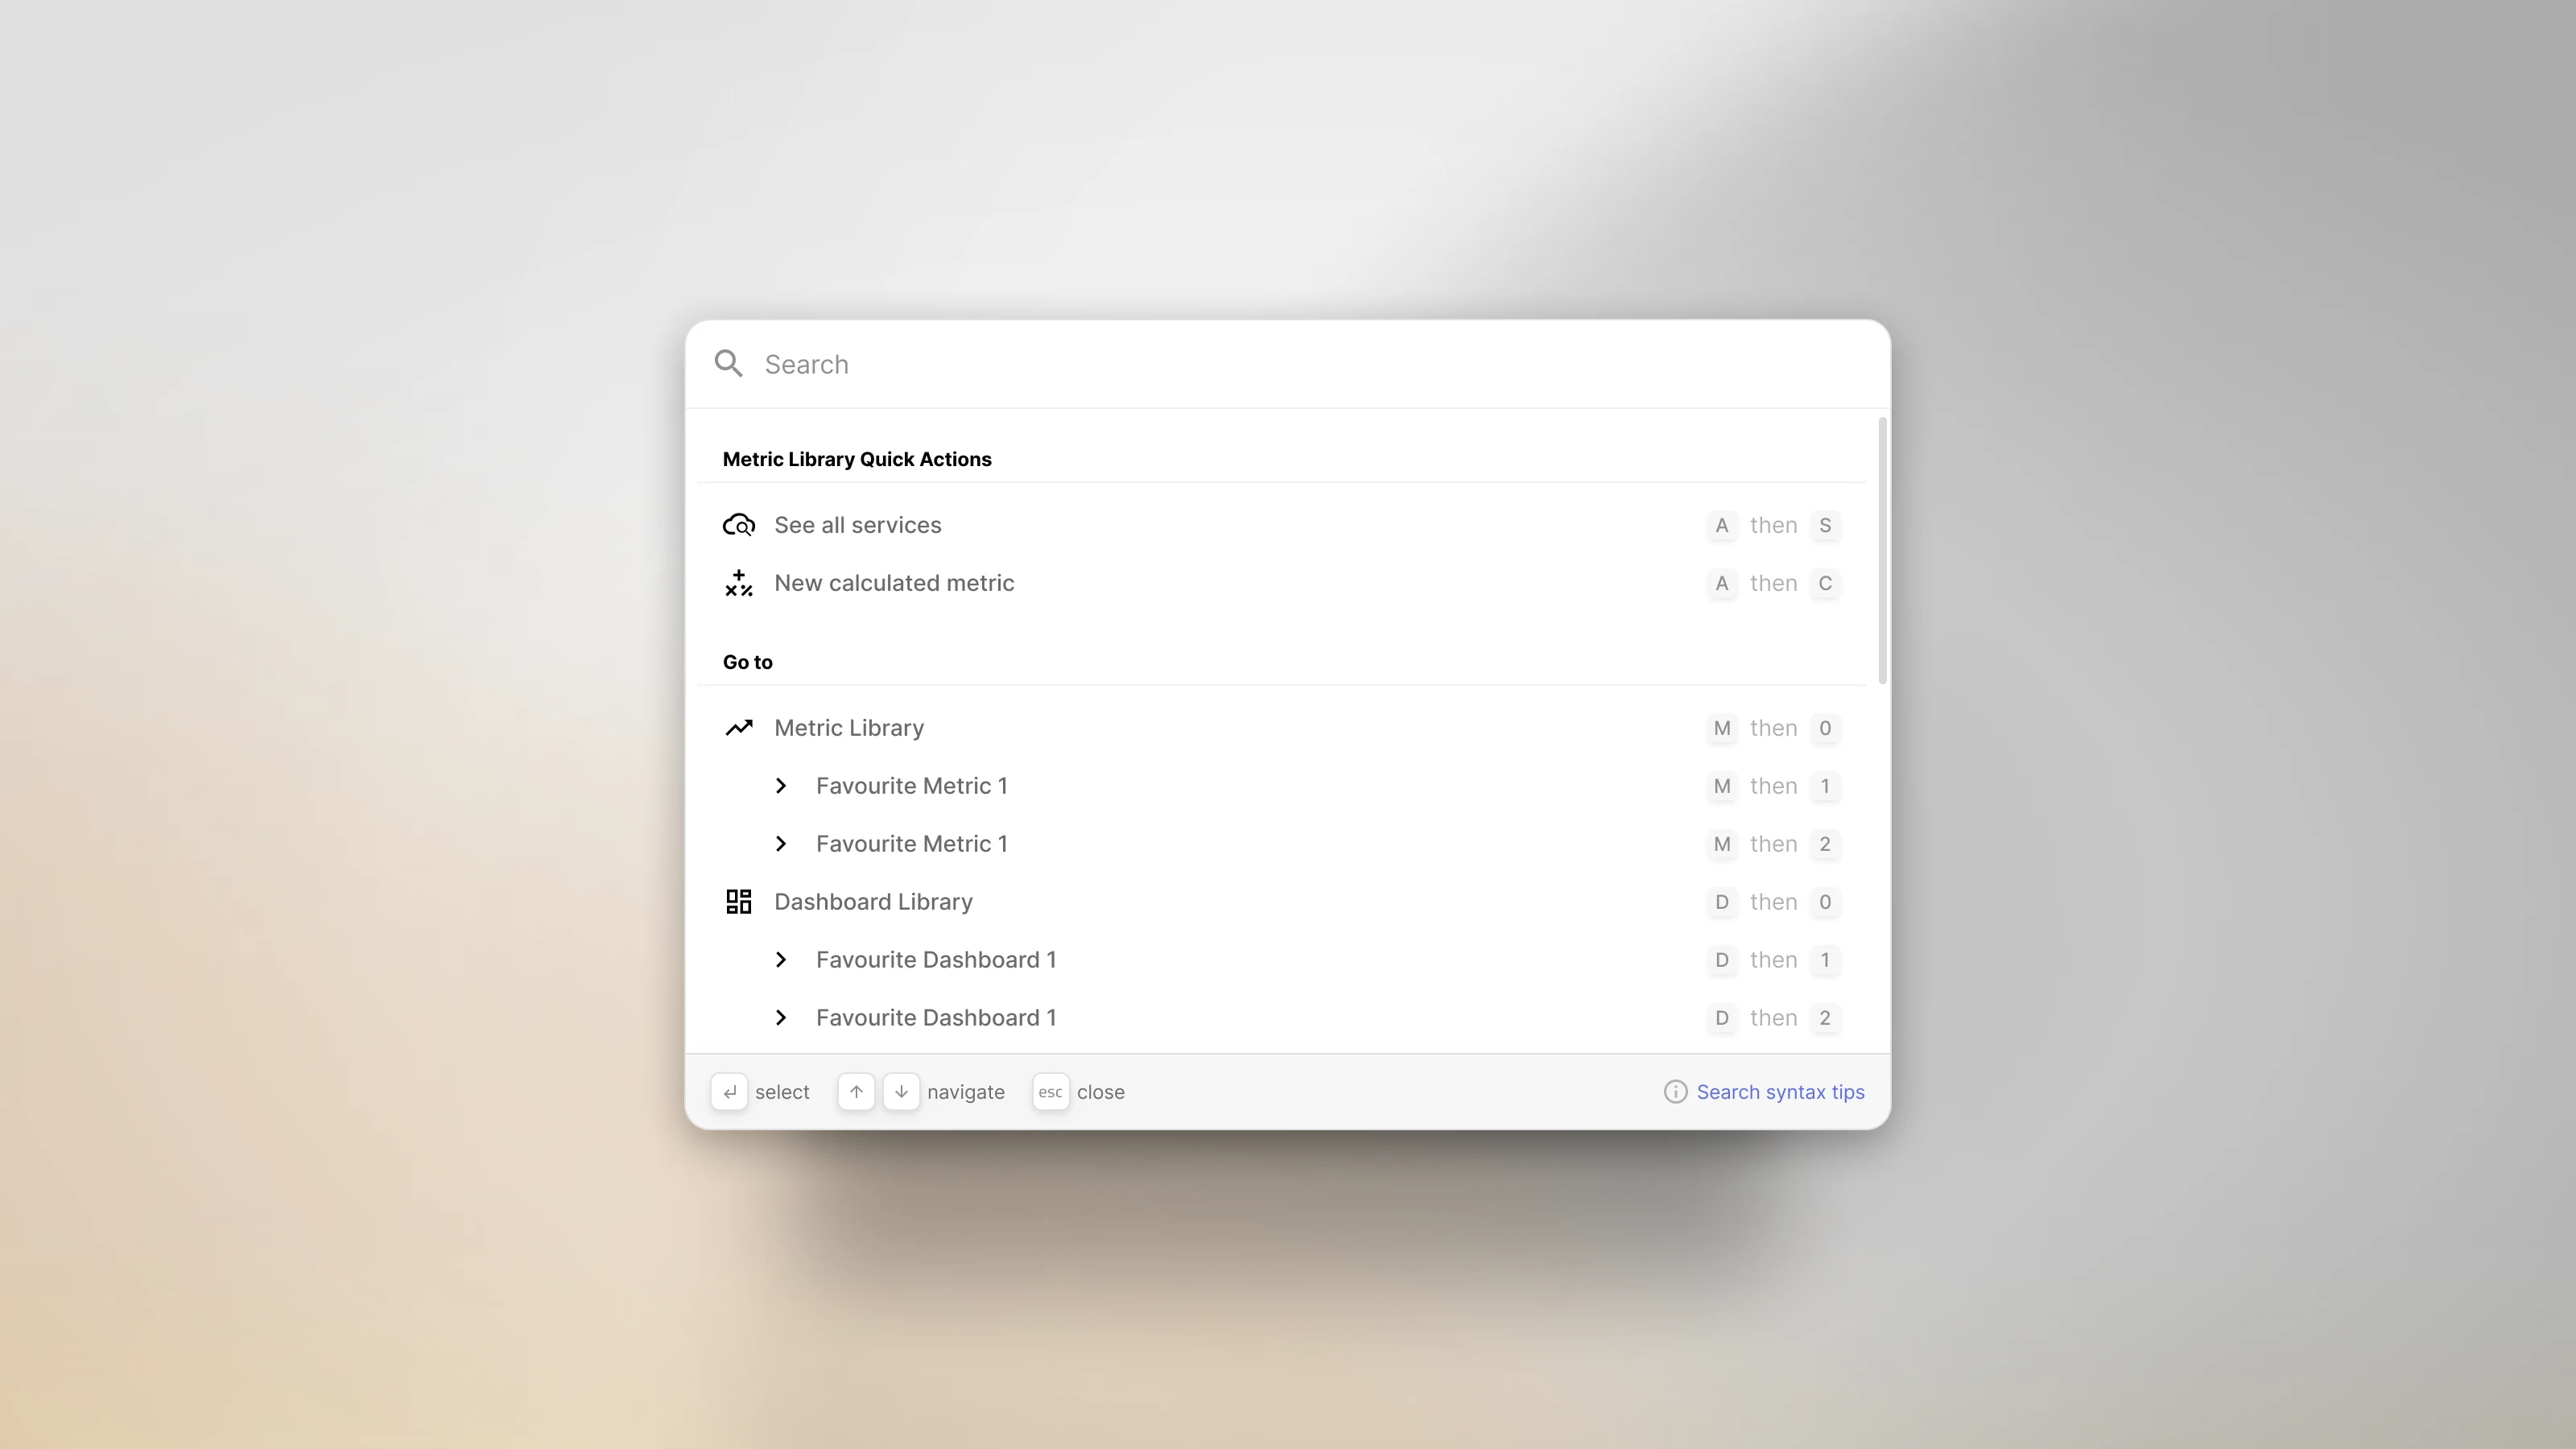 Search
Metric Library Quick Actions
See all services A then S
New calculated metric A then C
Go to
Metric Library M then 0
Favourite Metric 1 M then 1
Favourite Metric 1 M then 2
Dashboard Library D then 0
Favourite Dashboard 1 D then 1
Favourite Dashboard 1 D then 2
select navigate esc close Search syntax tips